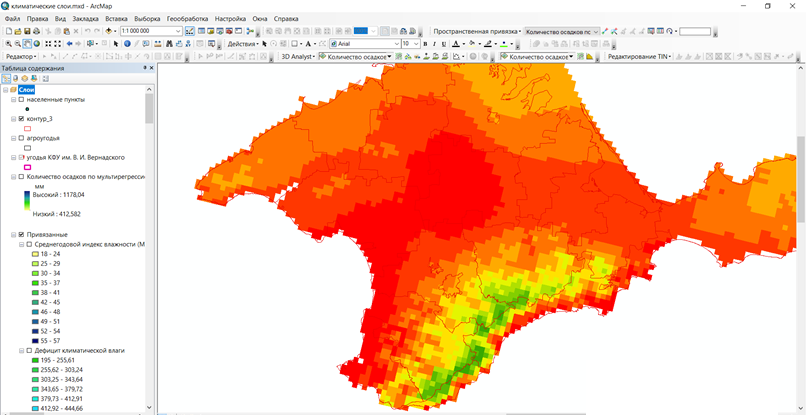 климатические слои.mxd - ArcMap
Файл Правка Вид Закладки Вставка Выборка Геообработка Настройка Окна Справка
1:1 000 000
Пространственная привязка Количество осадков по
Действия Arial 10
Редактор 3D Analyst Количество осадков Количество осадков Редактирование TIN
Таблица содержания
Слои
населенные пункты
контур_3
агроугодья
угодья КФУ им. В. И. Вернадского
Количество осадков по мультирегресси
мм
Высокий : 1178,04
Низкий : 412,582
Привязанные
Среднегодовой индекс влажности (M
18 - 24
25 - 29
30 - 34
35 - 37
38 - 41
42 - 45
46 - 48
49 - 51
52 - 54
55 - 57
Дефицит климатической влаги
195 - 255,61
255,62 - 303,24
303,25 - 343,64
343,65 - 379,72
379,73 - 412,91
412,92 - 444,66